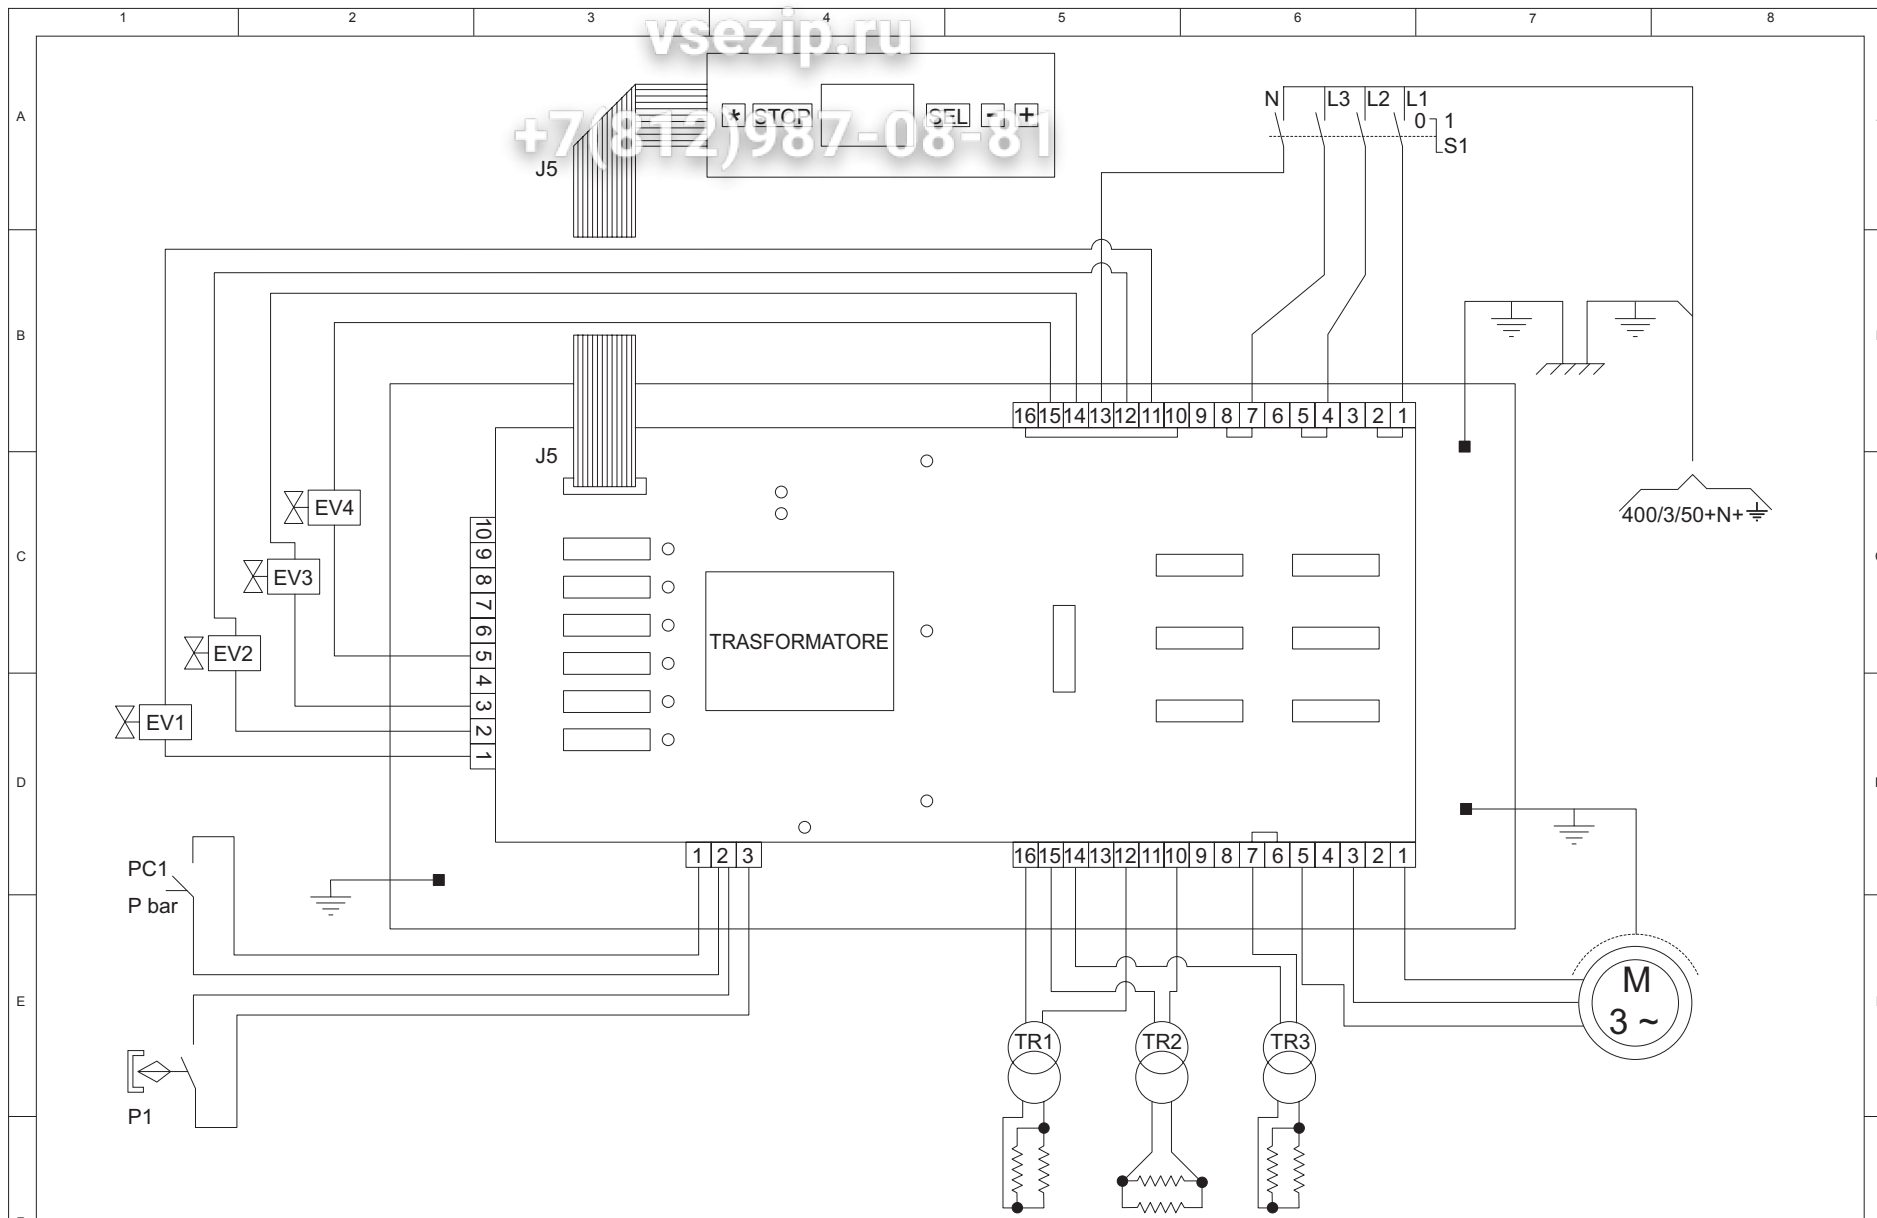 1 2 3 4 5 6 7 8
vsezip.ru
A
* STOP SEL - +
+7(812)987-08-81
N L3 L2 L1
0 1
S1
J5
B
16 15 14 13 12 11 10 9 8 7 6 5 4 3 2 1
J5
EV4
400/3/50+N+
C
EV3
10 9 8 7 6 5 4 3 2 1
TRASFORMATORE
EV2
EV1
D
1 2 3
16 15 14 13 12 11 10 9 8 7 6 5 4 3 2 1
PC1
P bar
E
M
3 ~
TR1 TR2 TR3
P1